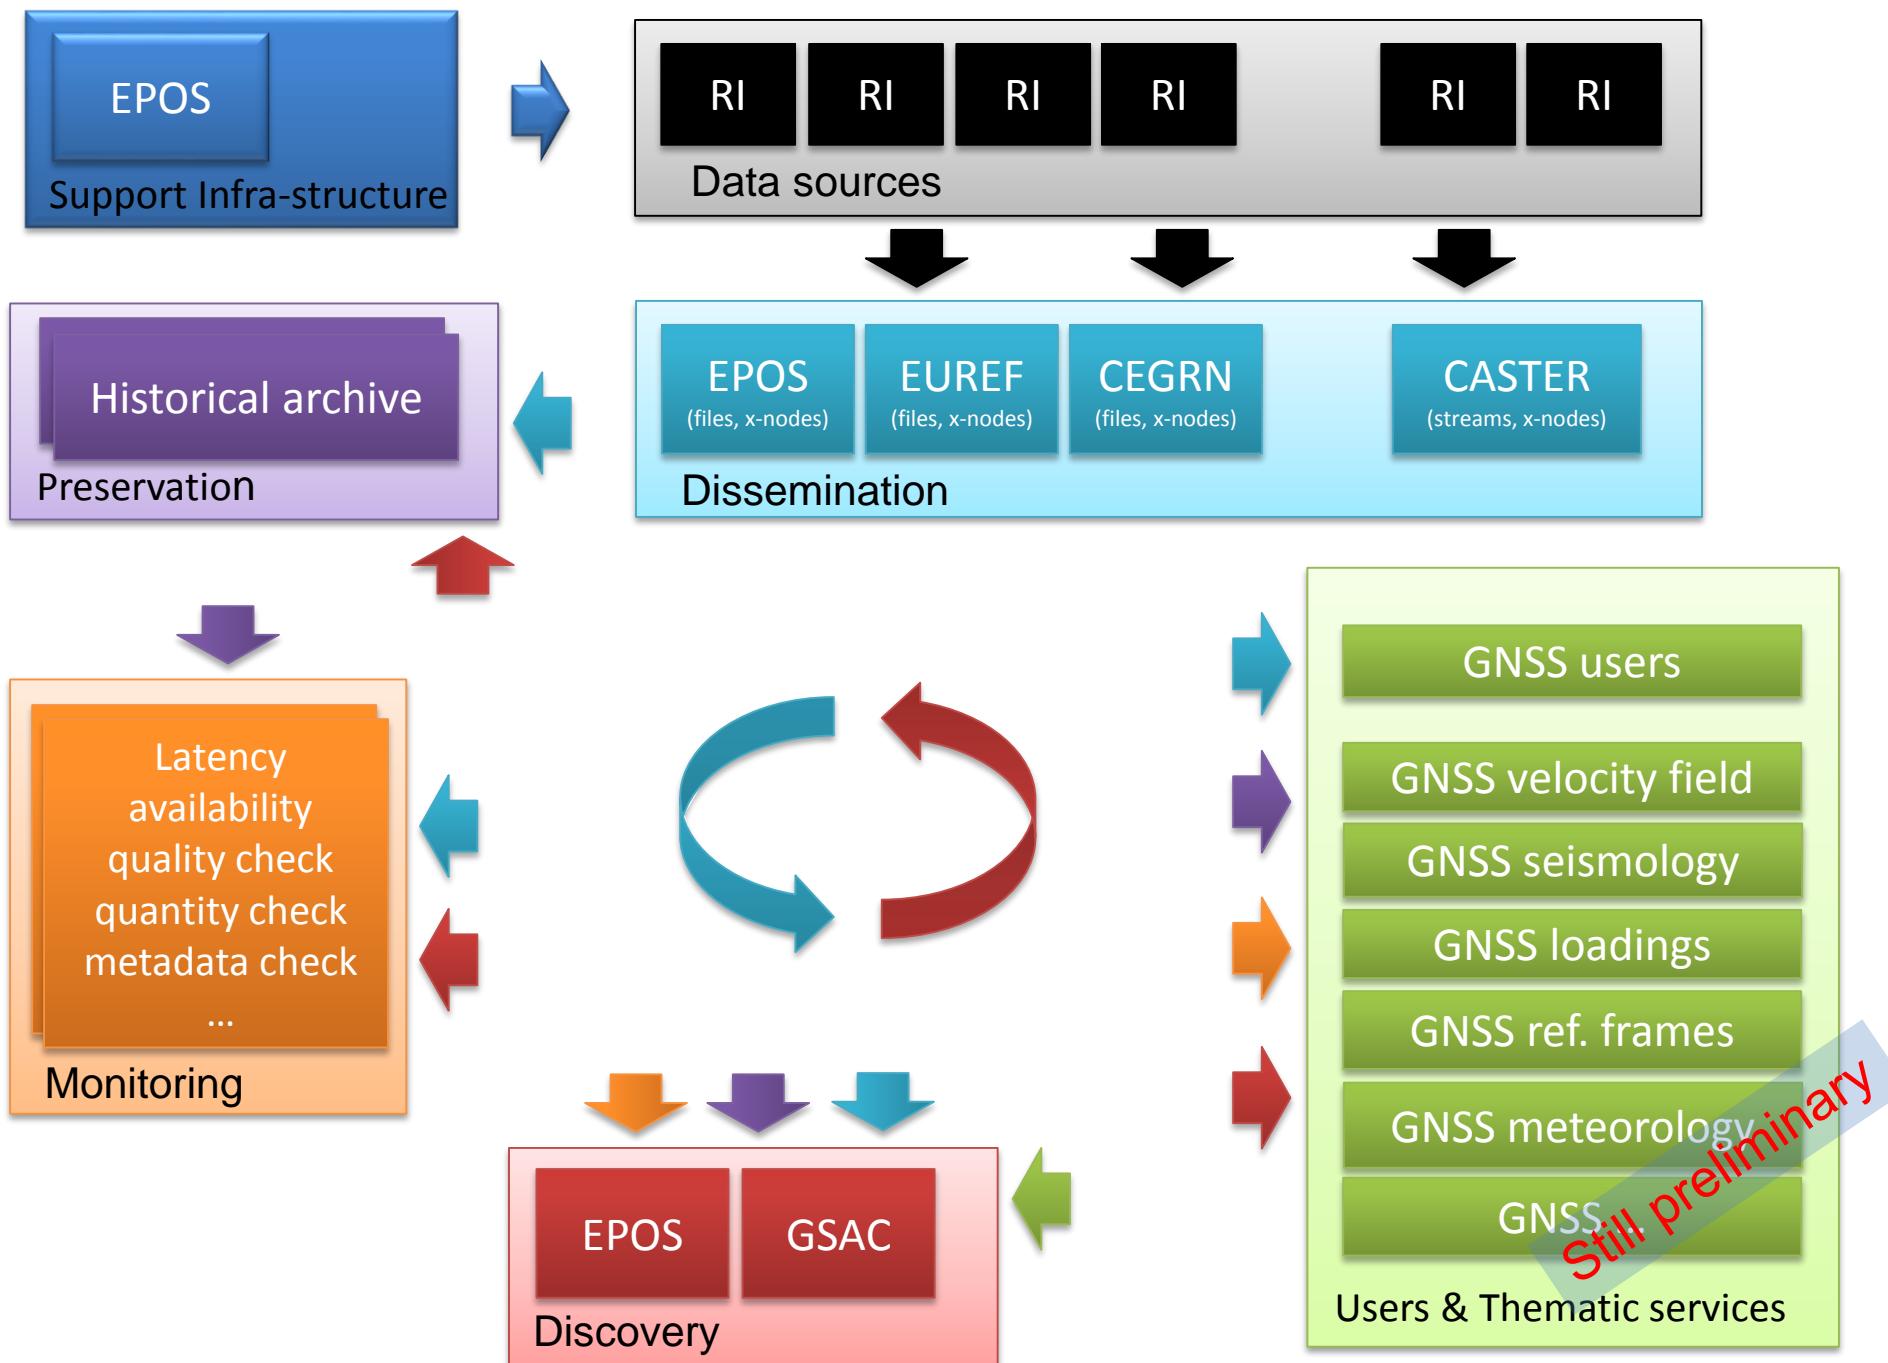 EPOS
Support Infra-structure
RI RI RI RI RI RI
Data sources
Historical archive
Preservation
EPOS
(files, x-nodes)
EUREF
(files, x-nodes)
CEGRN
(files, x-nodes)
CASTER
(streams, x-nodes)
Dissemination
Latency
availability
quality check
quantity check
metadata check
...
Monitoring
EPOS
GSAC
Discovery
GNSS users
GNSS velocity field
GNSS seismology
GNSS loadings
GNSS ref. frames
GNSS meteorology
GNSS ...
Users & Thematic services
Still preliminary